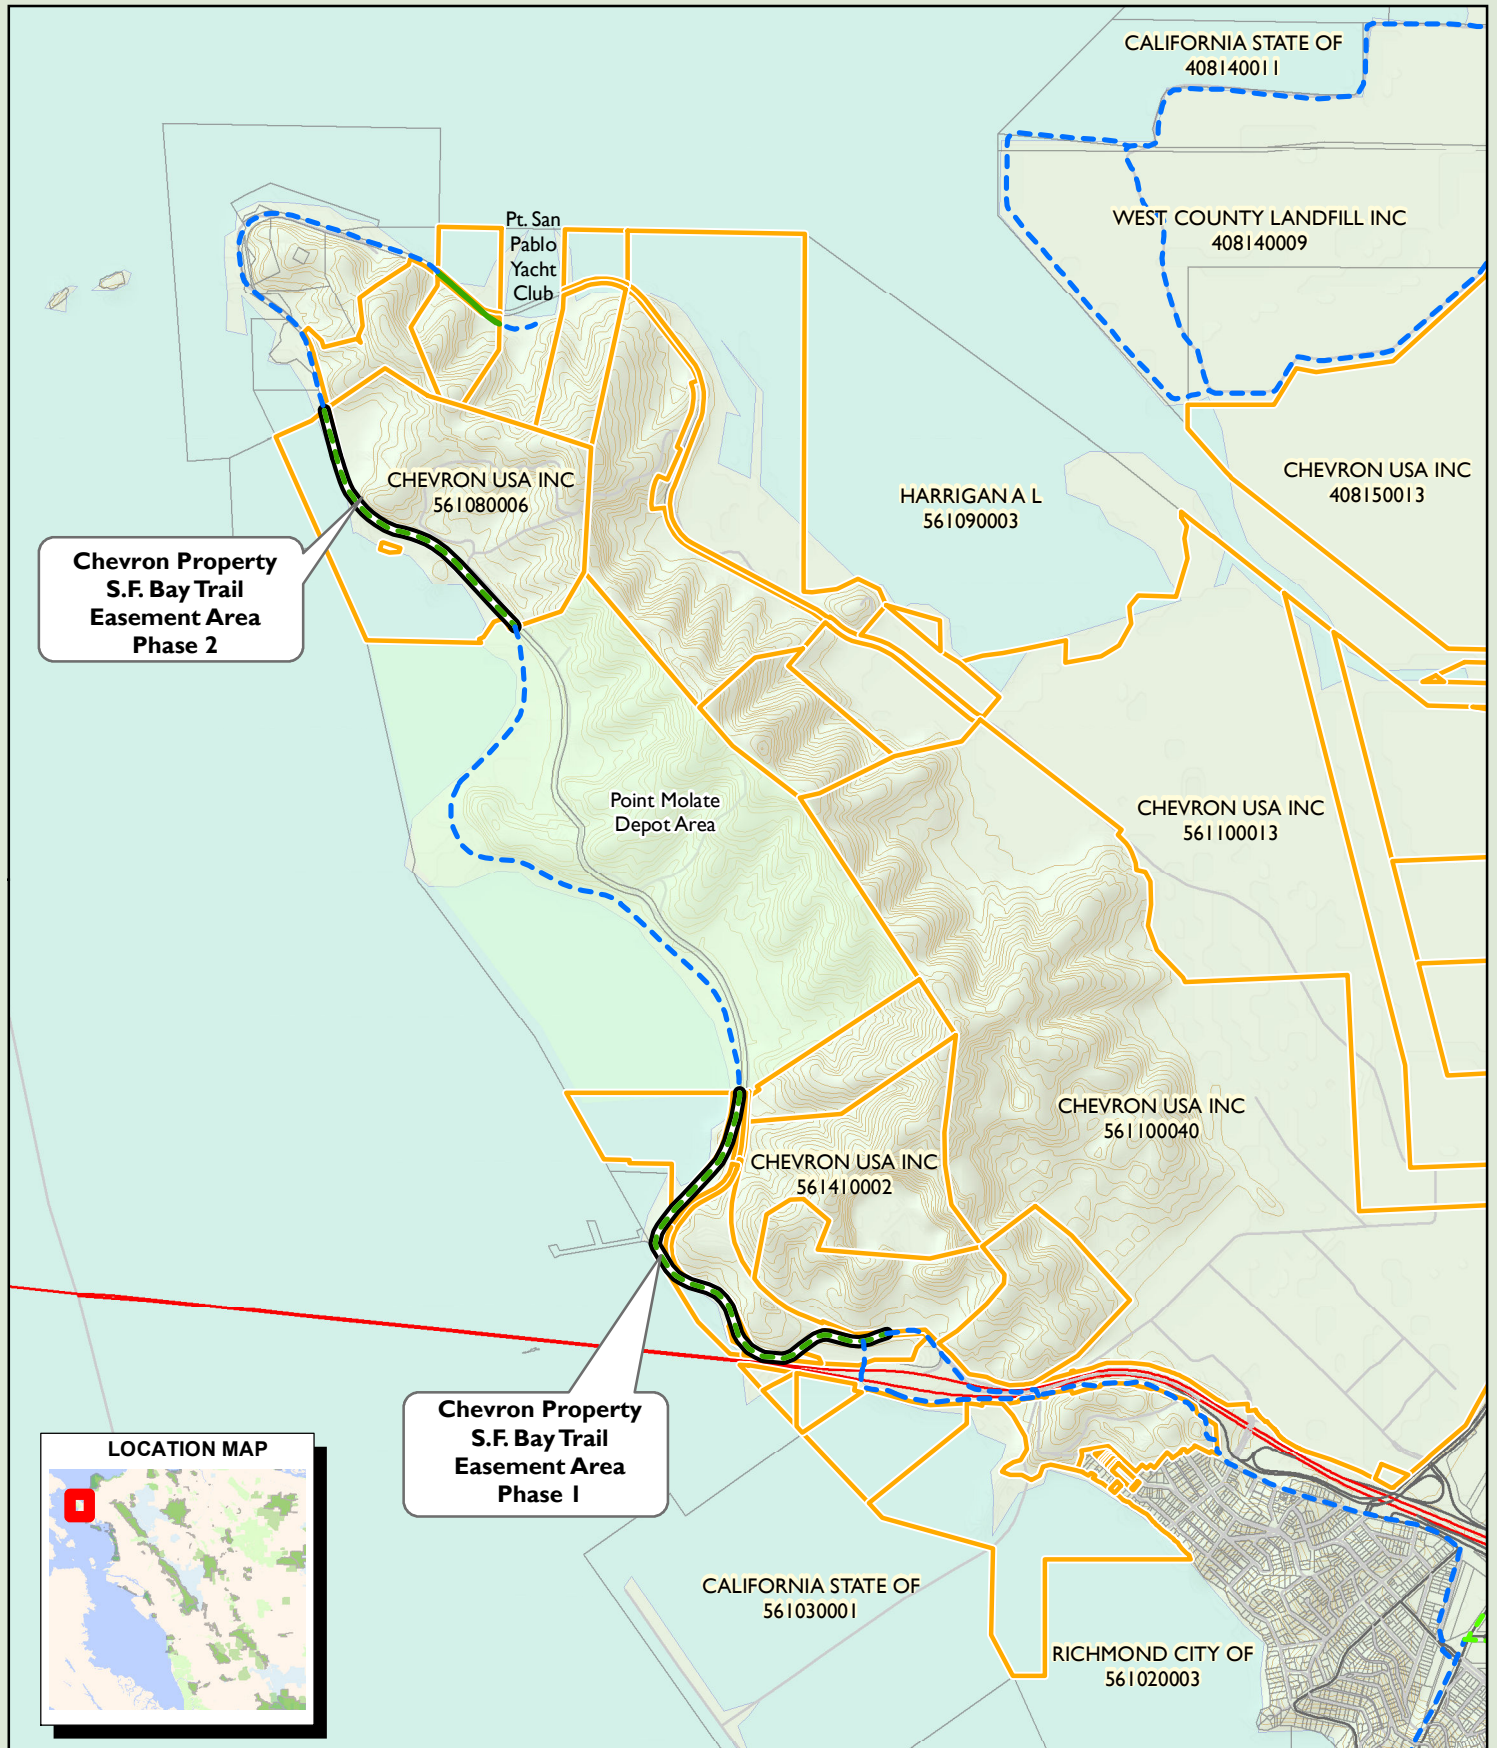 CALIFORNIA STATE OF
408140011
WEST COUNTY LANDFILL INC
408140009
Pt. San
Pablo
Yacht
Club
CHEVRON USA INC
561080006
HARRIGAN A L
561090003
CHEVRON USA INC
408150013
Chevron Property
S.F. Bay Trail
Easement Area
Phase 2
Point Molate
Depot Area
CHEVRON USA INC
561100013
CHEVRON USA INC
561100040
CHEVRON USA INC
561410002
Chevron Property
S.F. Bay Trail
Easement Area
Phase 1
LOCATION MAP
CALIFORNIA STATE OF
561030001
RICHMOND CITY OF
561020003